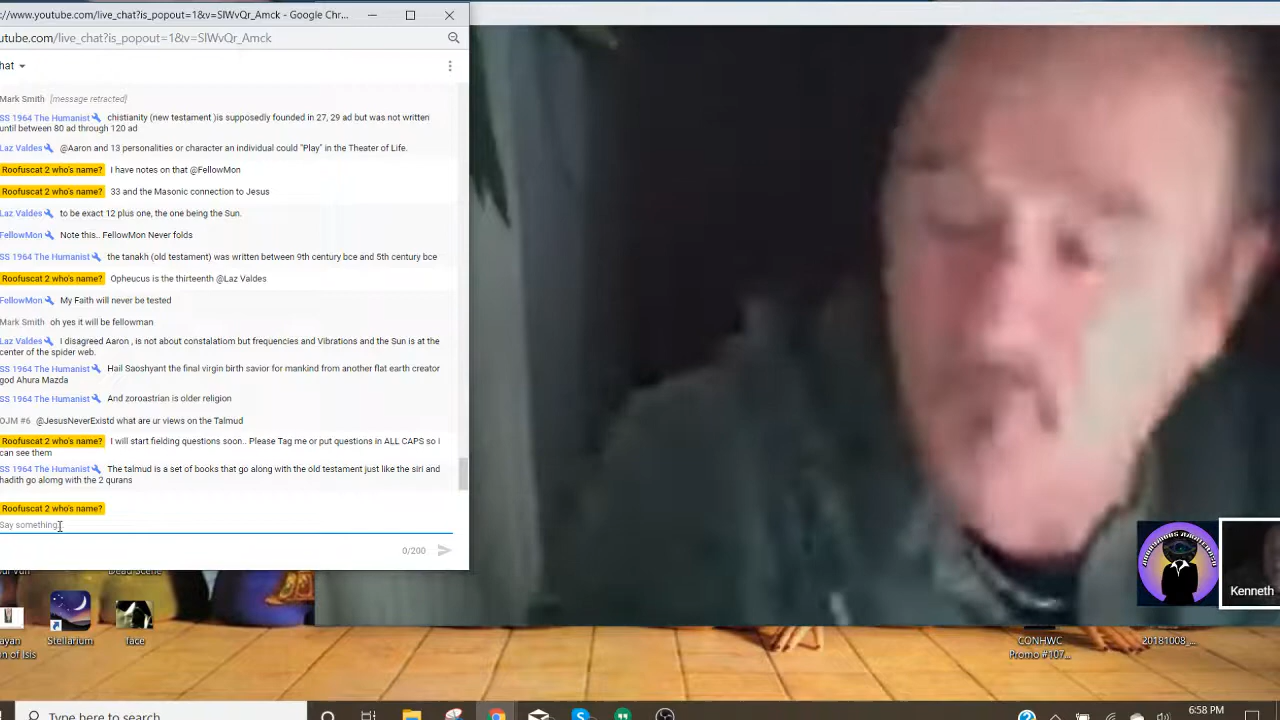 ://www.youtube.com/live_chat?is_popout=1&v=SlWvQr_Amck - Google Chr...
utube.com/live_chat?is_popout=1&v=SlWvQr_Amck
hat
Mark Smith [message retracted]
SS 1964 The Humanist chistianity (new testament )is supposedly founded in 27, 29 ad but was not written
until between 80 ad through 120 ad
Laz Valdes @Aaron and 13 personalities or character an individual could "Play" in the Theater of Life.
Roofuscat 2 who's name? I have notes on that @FellowMon
Roofuscat 2 who's name? 33 and the Masonic connection to Jesus
Laz Valdes to be exact 12 plus one, the one being the Sun.
FellowMon Note this.. FellowMon Never folds
SS 1964 The Humanist the tanakh (old testament) was written between 9th century bce and 5th century bce
Roofuscat 2 who's name? Opheucus is the thirteenth @Laz Valdes
FellowMon My Faith will never be tested
Mark Smith oh yes it will be fellowman
Laz Valdes I disagreed Aaron , is not about constalatiom but frequencies and Vibrations and the Sun is at the
center of the spider web.
SS 1964 The Humanist Hail Saoshyant the final virgin birth savior for mankind from another flat earth creator
god Ahura Mazda
SS 1964 The Humanist And zoroastrian is older religion
OJM #6 @JesusNeverExistd what are ur views on the Talmud
Roofuscat 2 who's name? I will start fielding questions soon.. Please Tag me or put questions in ALL CAPS so I
can see them
SS 1964 The Humanist The talmud is a set of books that go along with the old testament just like the siri and
hadith go alomg with the 2 qurans
Roofuscat 2 who's name?
Say something
0/200
Kenneth
Dead Scene
ayan
on of Isis
Stellarium
face
CONHWC
Promo #107...
20181008_...
Type here to search
6:58 PM